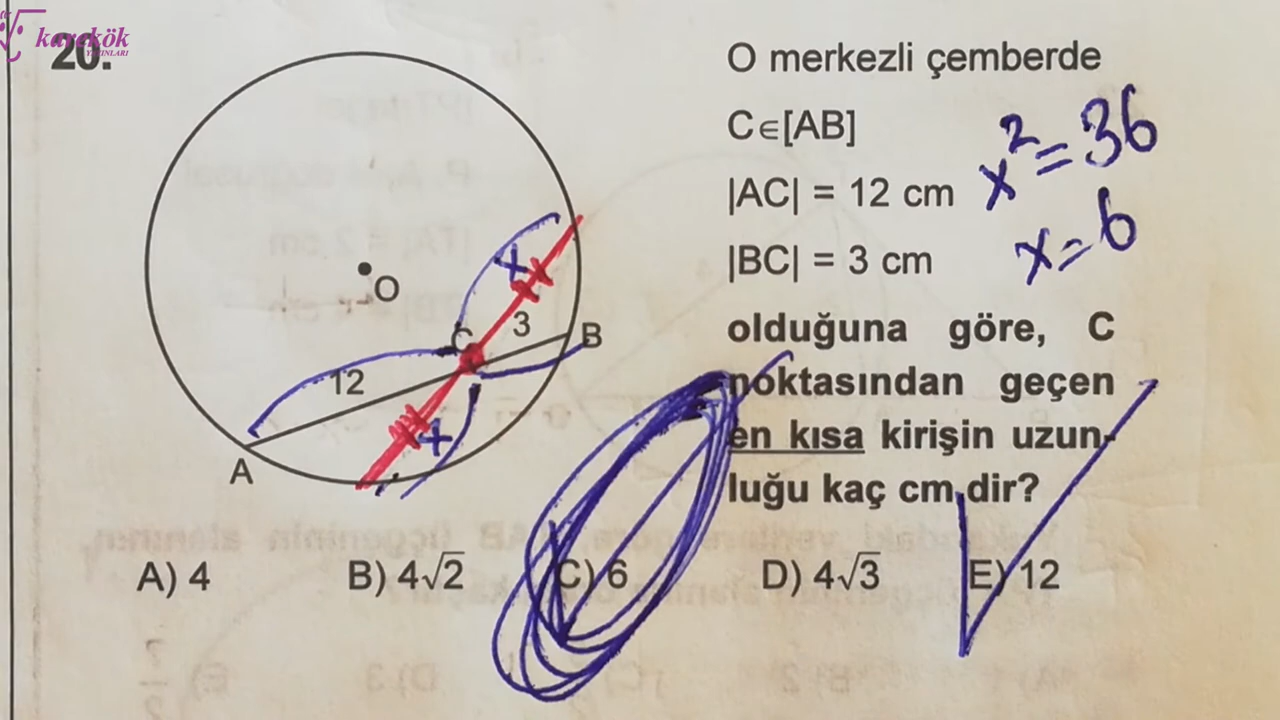 karekök
YAYINLARI
20.
O merkezli çemberde
C∈[AB]
|AC| = 12 cm
|BC| = 3 cm
olduğuna göre, C
noktasından geçen
en kısa kirişin uzun-
luğu kaç cm dir?
x² = 36
x = 6
O
x
C
3
B
12
x
A
A) 4 B) 4√2 C) 6 D) 4√3 E) 12